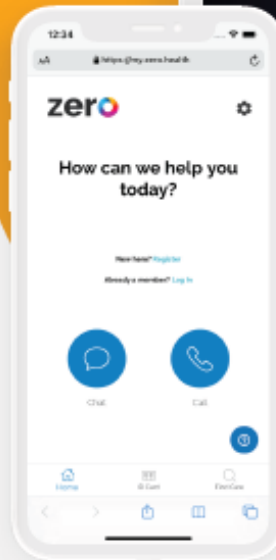 12:34
AA https://my.zero.health
zero
How can we help you
today?
New here? Register
Already a member? Log In
Chat Call
Home ID Card Find Care